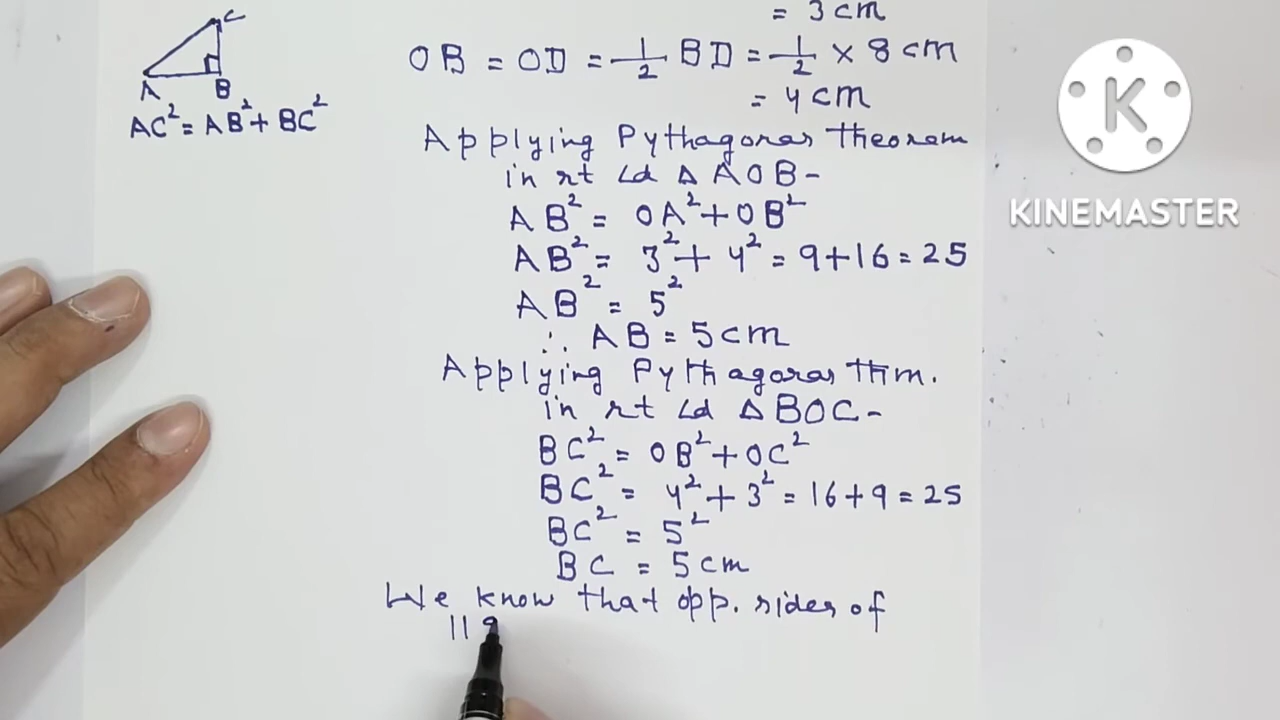 C
A B
AC² = AB² + BC²
= 3 cm
OB = OD = 1/2 BD = 1/2 × 8 cm
= 4 cm
Applying Pythagoras theorem
in rt ∠d △ AOB -
AB² = OA² + OB²
AB² = 3² + 4² = 9 + 16 = 25
AB² = 5²
∴ AB = 5 cm
Applying Pythagoras Thm.
in rt ∠d △ BOC -
BC² = OB² + OC²
BC² = 4² + 3² = 16 + 9 = 25
BC² = 5²
BC = 5 cm
We know that opp. sides of
||
K
KINEMASTER